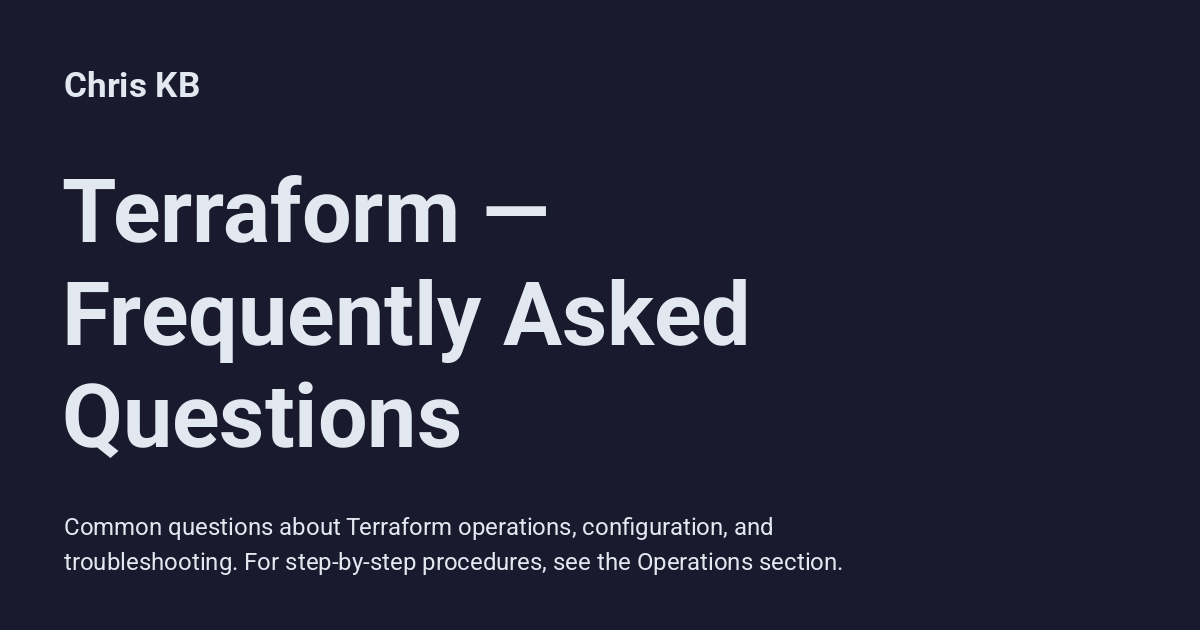 Chris KB
Terraform —
Frequently Asked
Questions
Common questions about Terraform operations, configuration, and
troubleshooting. For step-by-step procedures, see the Operations section.